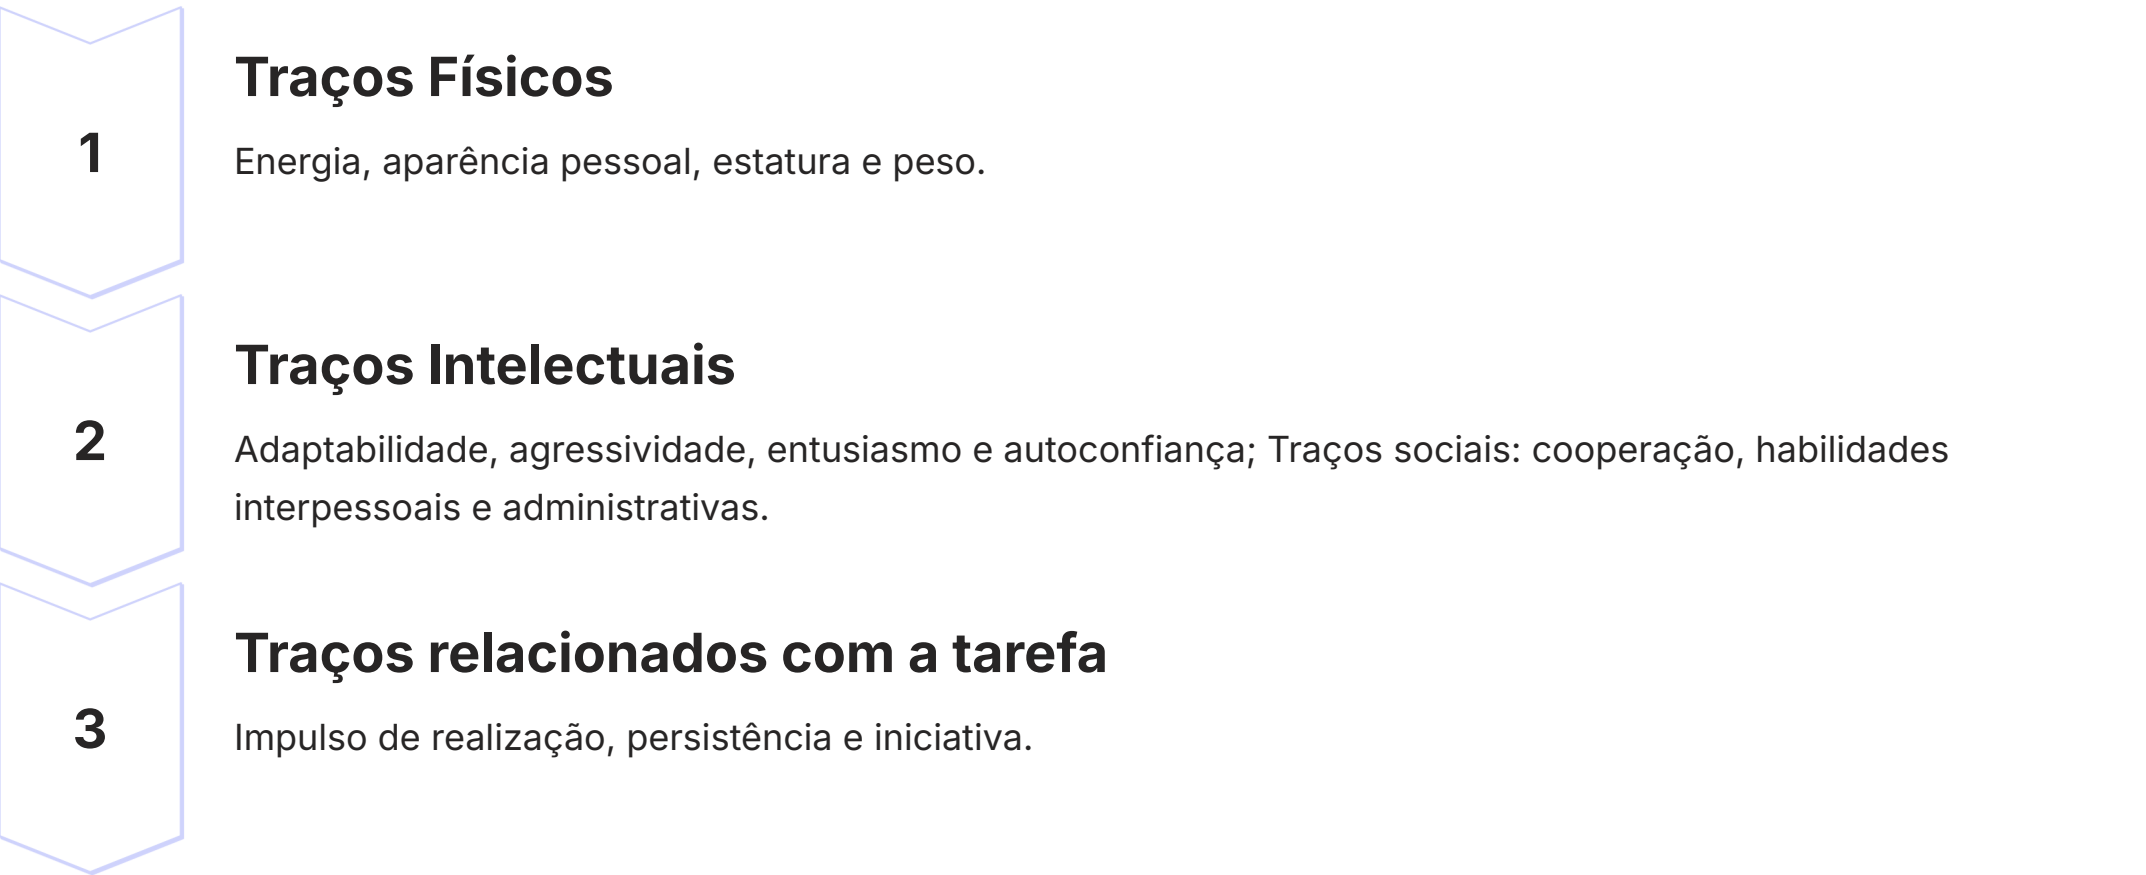 1
Traços Físicos
Energia, aparência pessoal, estatura e peso.
2
Traços Intelectuais
Adaptabilidade, agressividade, entusiasmo e autoconfiança; Traços sociais: cooperação, habilidades
interpessoais e administrativas.
3
Traços relacionados com a tarefa
Impulso de realização, persistência e iniciativa.